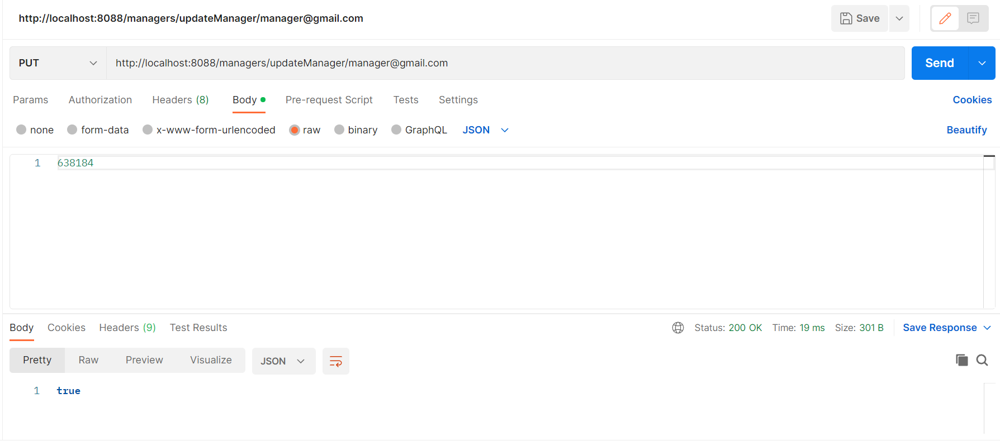 http://localhost:8088/managers/updateManager/manager@gmail.com Save
PUT http://localhost:8088/managers/updateManager/manager@gmail.com Send
Params Authorization Headers (8) Body Pre-request Script Tests Settings Cookies
none form-data x-www-form-urlencoded raw binary GraphQL JSON Beautify
1 638184
Body Cookies Headers (9) Test Results Status: 200 OK Time: 19 ms Size: 301 B Save Response
Pretty Raw Preview Visualize JSON
1 true